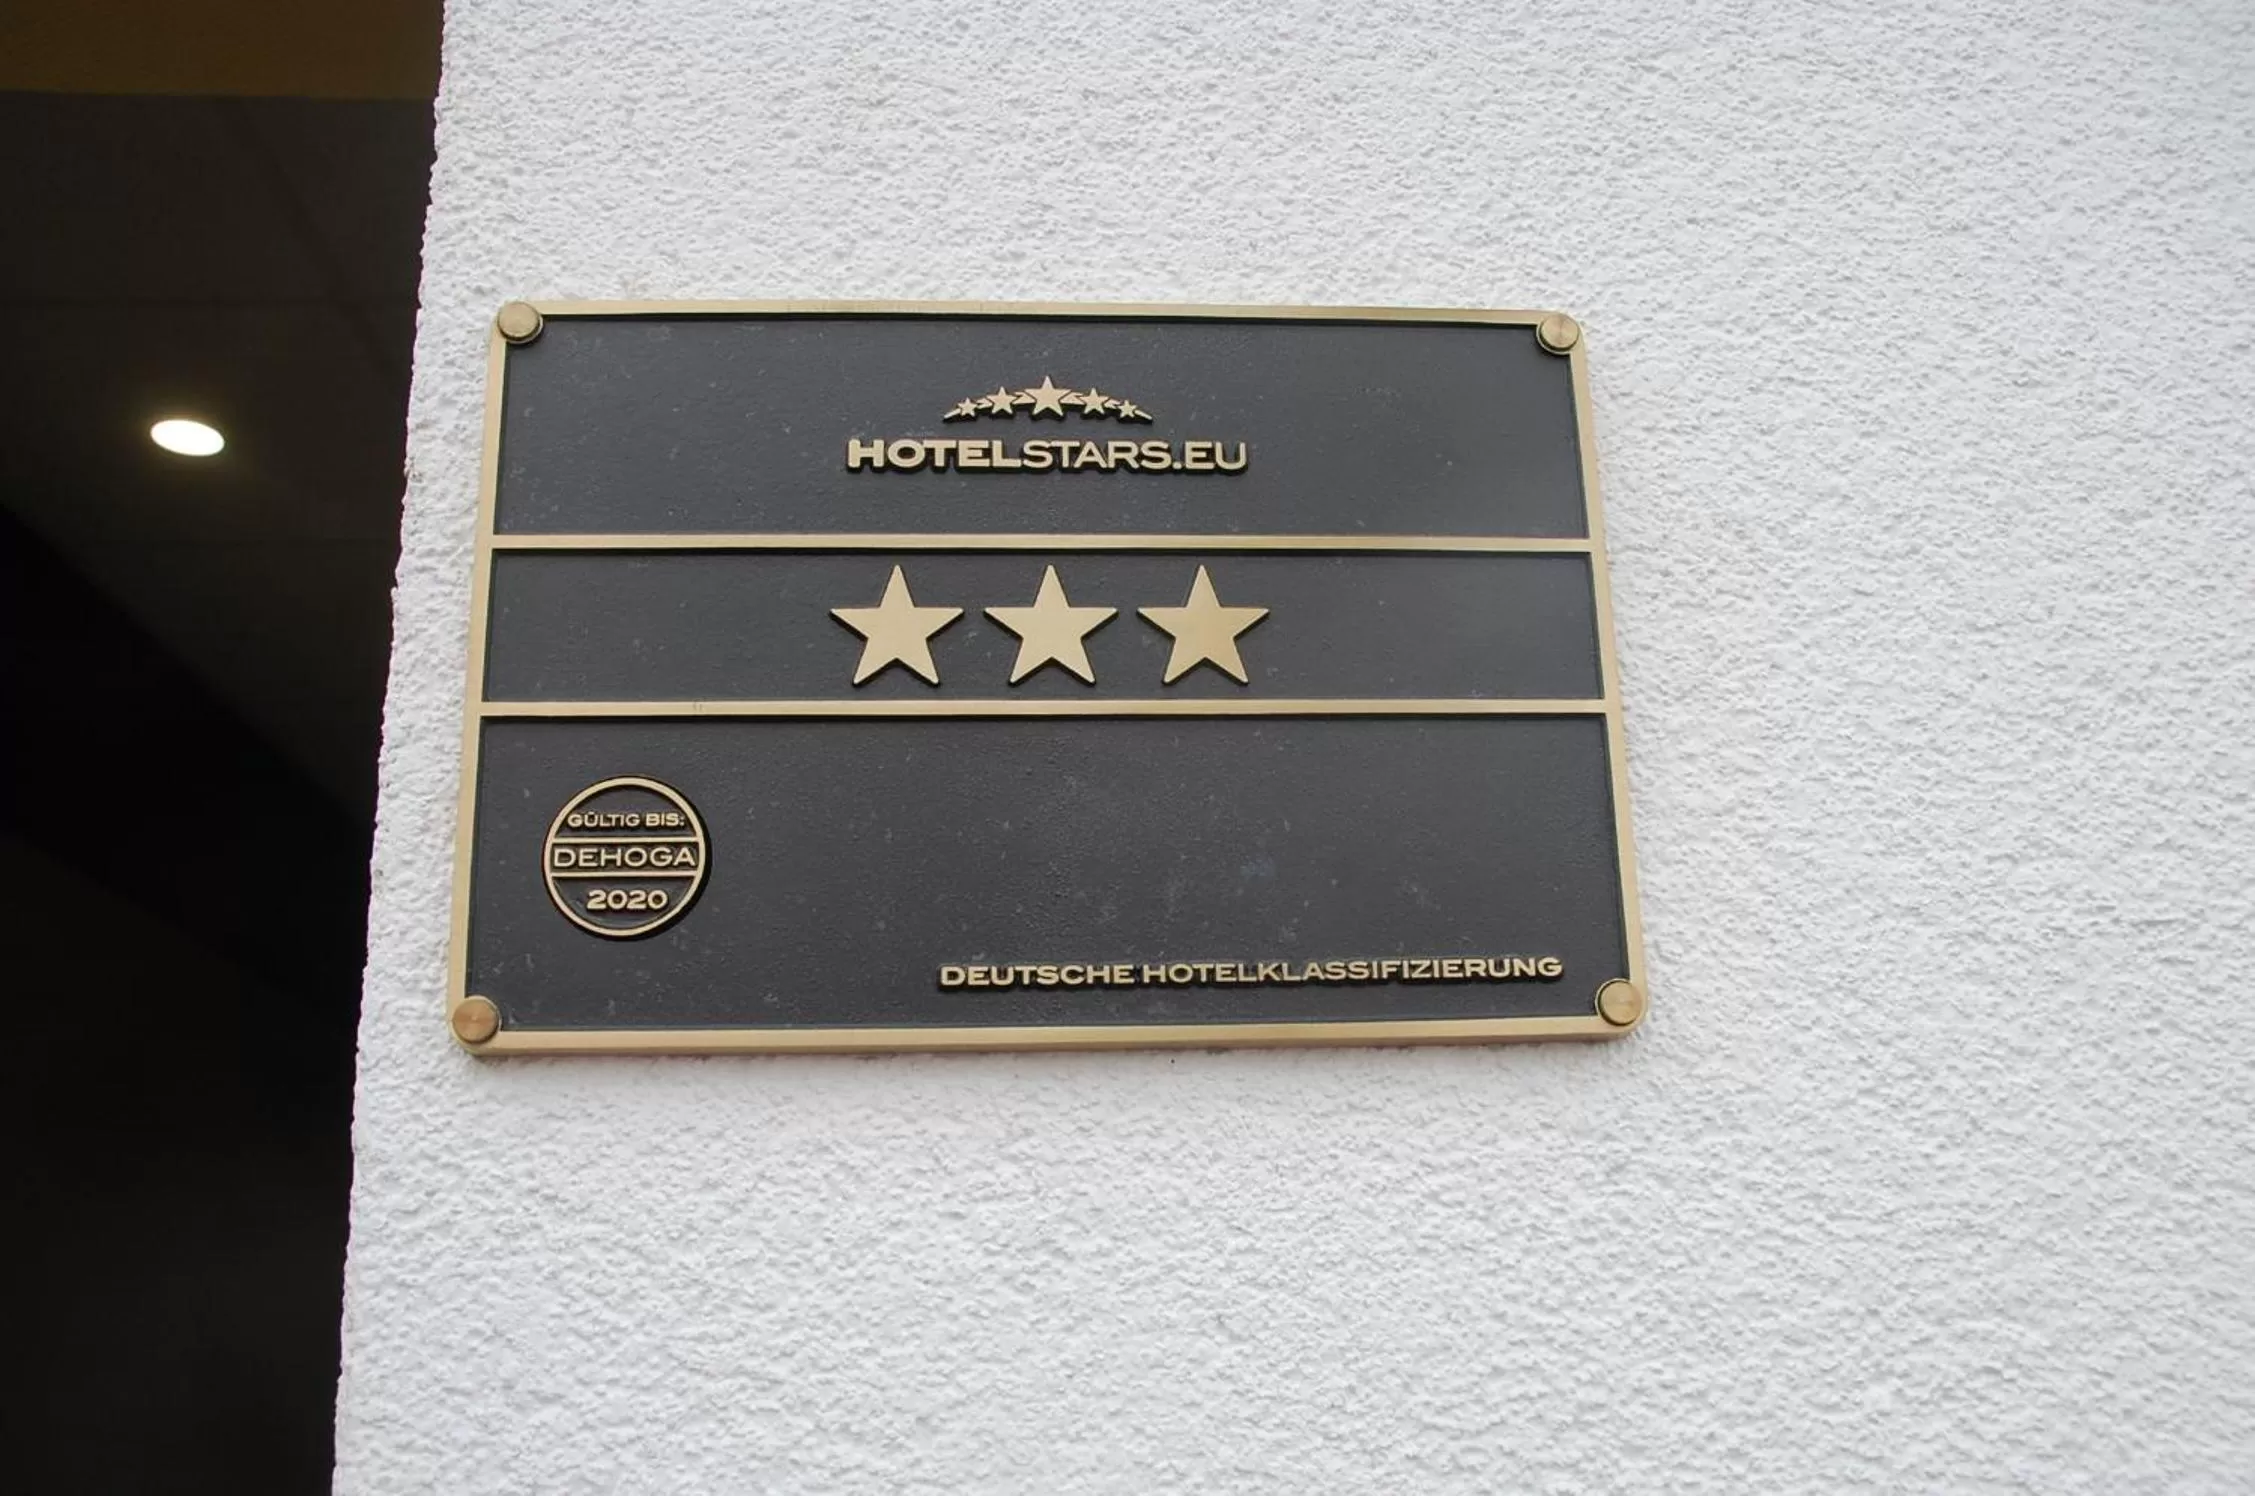 HOTELSTARS.EU
GÜLTIG BIS:
DEHOGA
2020
DEUTSCHE HOTELKLASSIFIZIERUNG